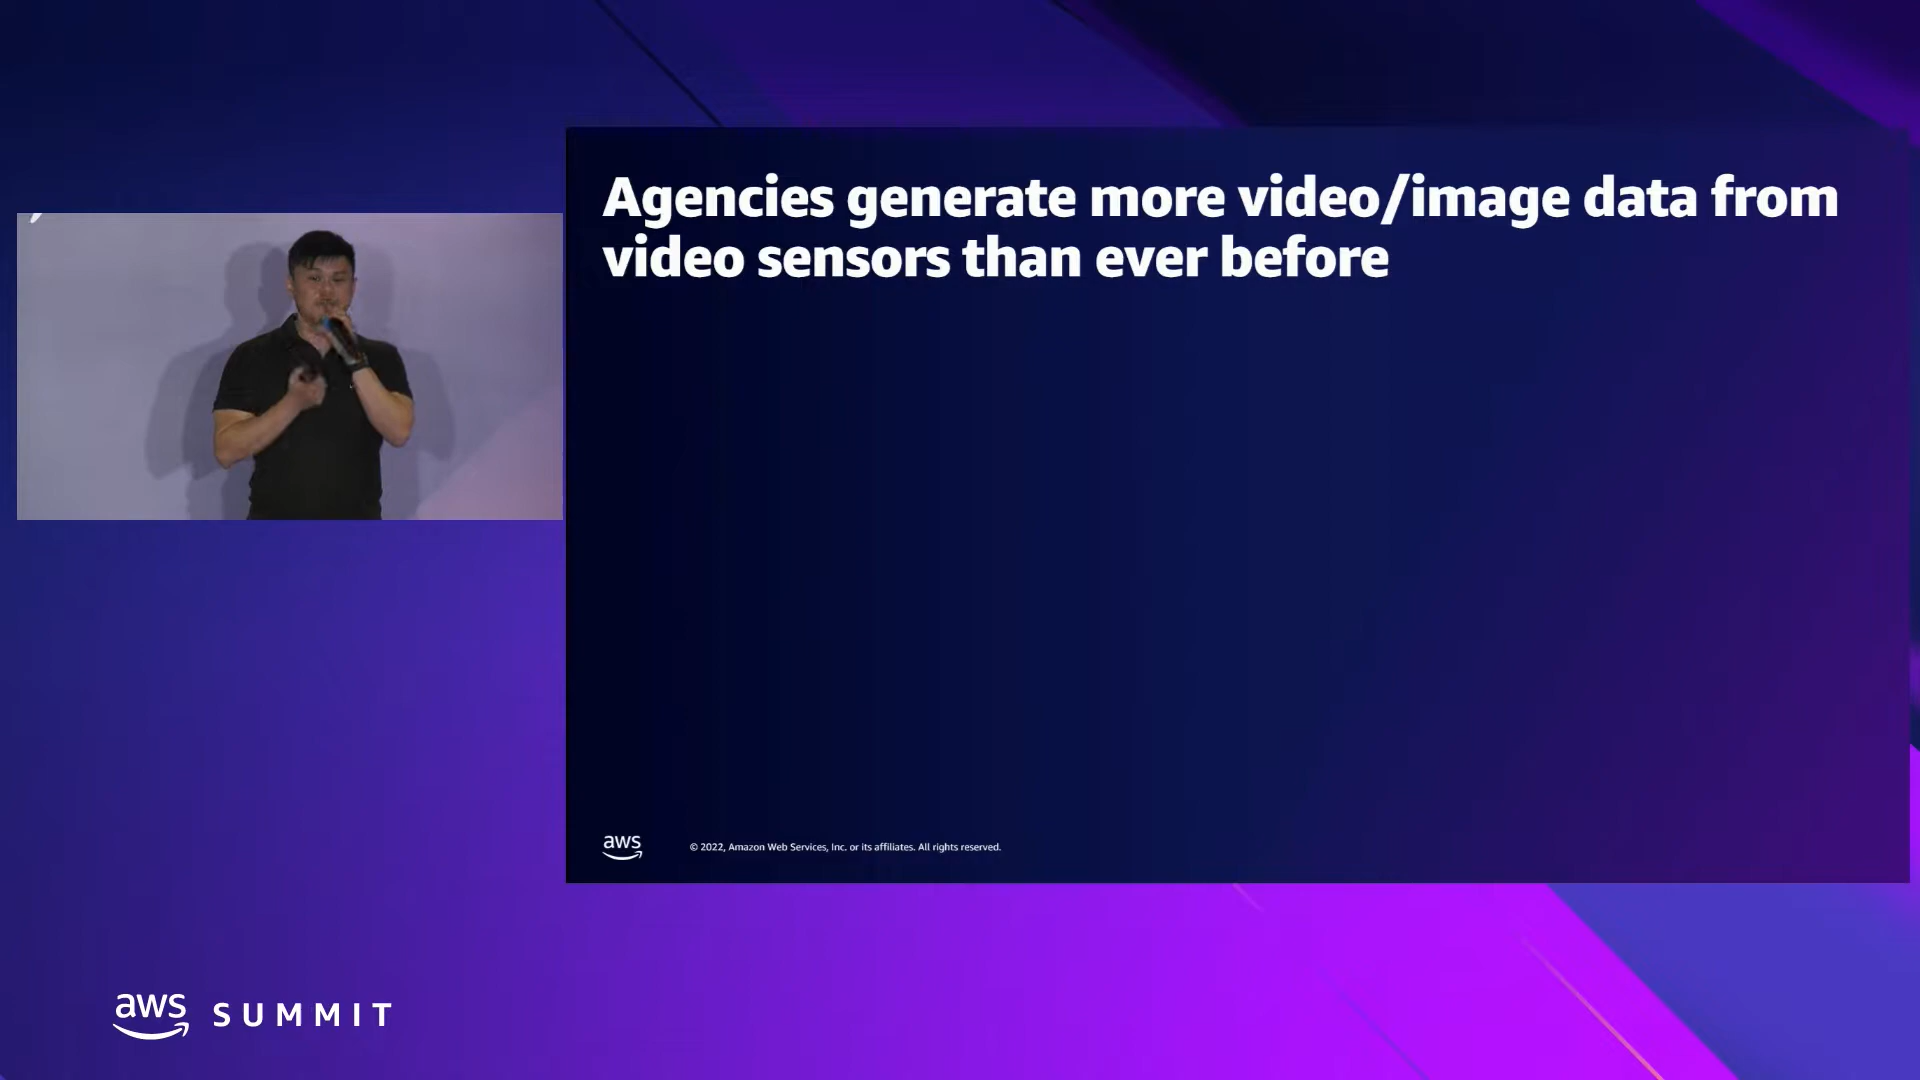 Agencies generate more video/image data from
video sensors than ever before
aws
© 2022, Amazon Web Services, Inc. or its affiliates. All rights reserved.
aws SUMMIT